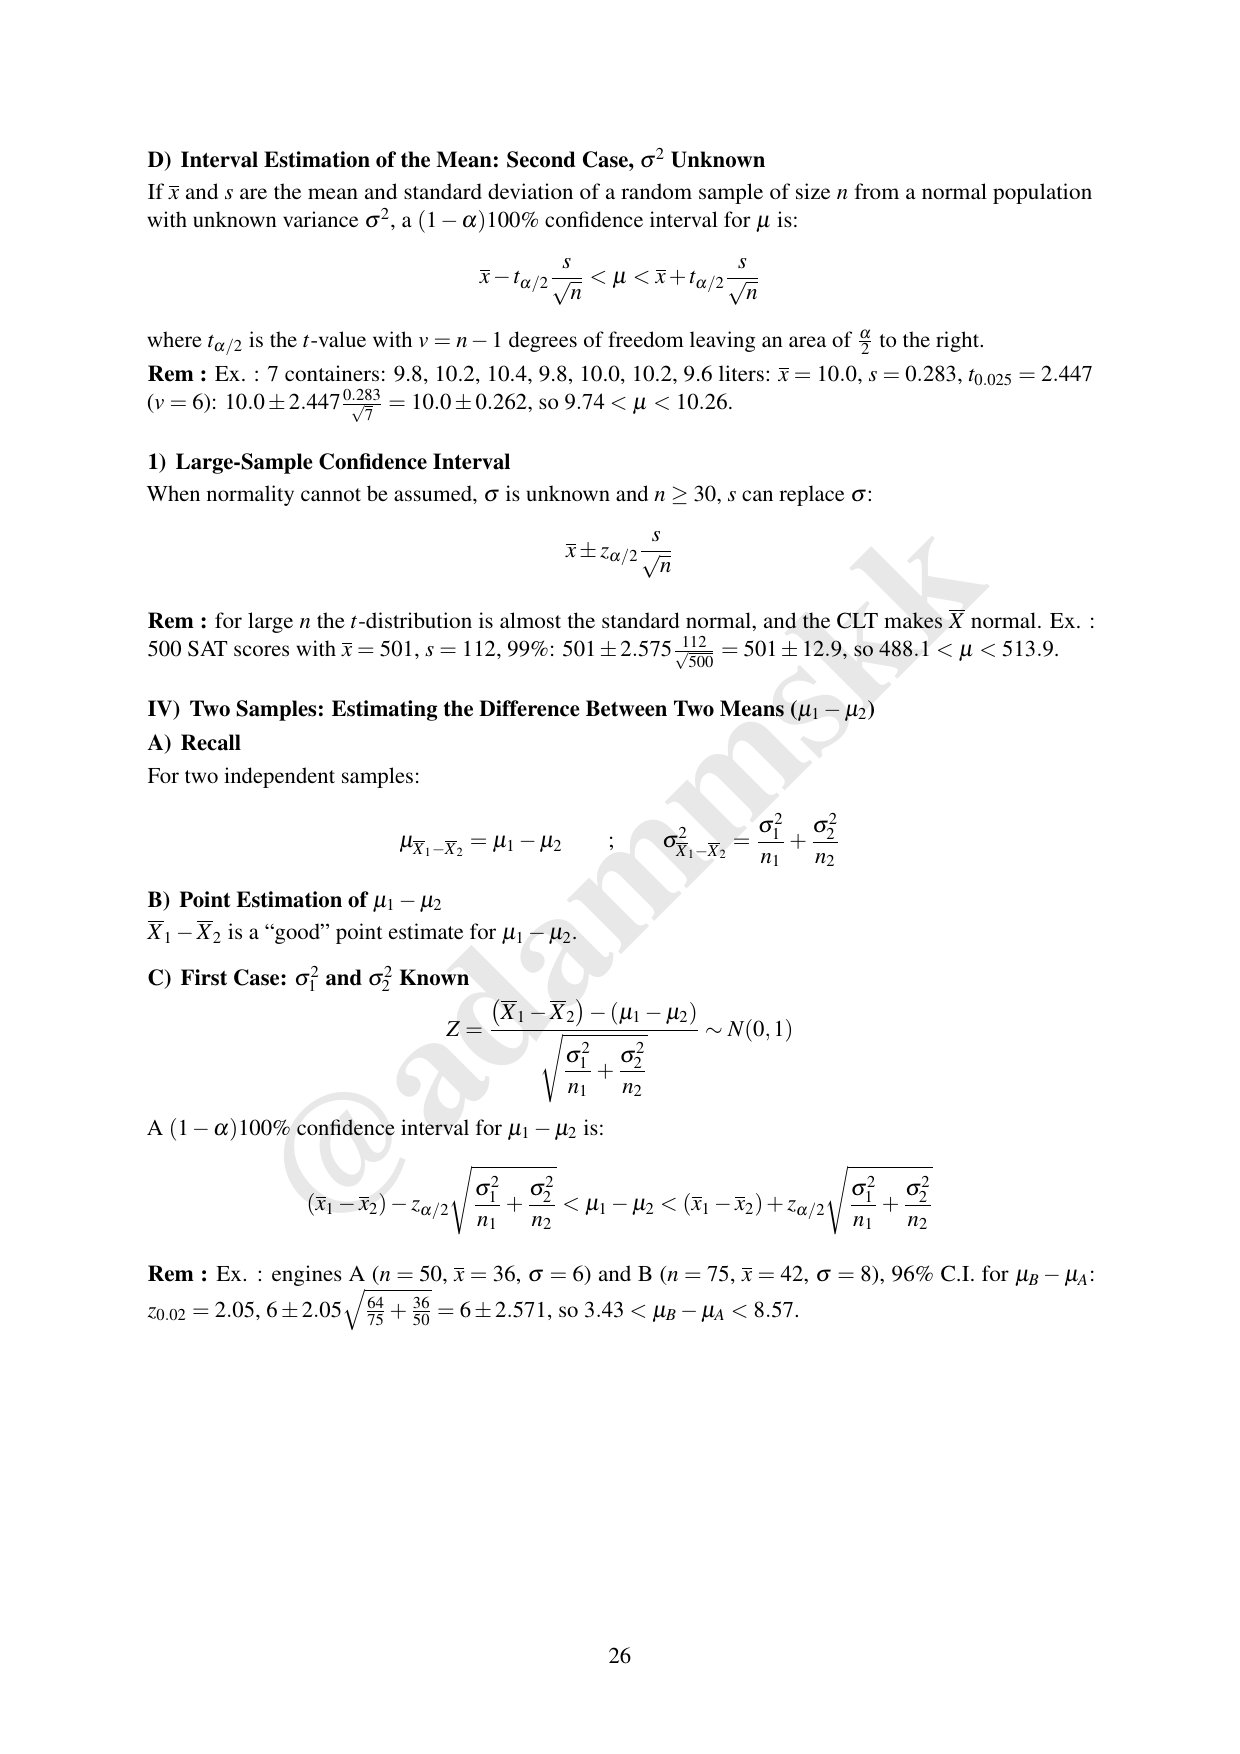 D) Interval Estimation of the Mean: Second Case, σ² Unknown
If x̄ and s are the mean and standard deviation of a random sample of size n from a normal population
with unknown variance σ², a (1 − α)100% confidence interval for μ is:
x̄ − t_{α/2} s/√n < μ < x̄ + t_{α/2} s/√n
where t_{α/2} is the t-value with v = n − 1 degrees of freedom leaving an area of α/2 to the right.
Rem : Ex. : 7 containers: 9.8, 10.2, 10.4, 9.8, 10.0, 10.2, 9.6 liters: x̄ = 10.0, s = 0.283, t_{0.025} = 2.447
(v = 6): 10.0 ± 2.447 0.283/√7 = 10.0 ± 0.262, so 9.74 < μ < 10.26.
1) Large-Sample Confidence Interval
When normality cannot be assumed, σ is unknown and n ≥ 30, s can replace σ:
x̄ ± z_{α/2} s/√n
Rem : for large n the t-distribution is almost the standard normal, and the CLT makes X̄ normal. Ex. :
500 SAT scores with x̄ = 501, s = 112, 99%: 501 ± 2.575 112/√500 = 501 ± 12.9, so 488.1 < μ < 513.9.
IV) Two Samples: Estimating the Difference Between Two Means (μ₁ − μ₂)
A) Recall
For two independent samples:
μ_{X̄₁−X̄₂} = μ₁ − μ₂ ; σ²_{X̄₁−X̄₂} = σ₁²/n₁ + σ₂²/n₂
B) Point Estimation of μ₁ − μ₂
X̄₁ − X̄₂ is a “good” point estimate for μ₁ − μ₂.
C) First Case: σ₁² and σ₂² Known
Z = ((X̄₁ − X̄₂) − (μ₁ − μ₂)) / √(σ₁²/n₁ + σ₂²/n₂) ∼ N(0, 1)
A (1 − α)100% confidence interval for μ₁ − μ₂ is:
(x̄₁ − x̄₂) − z_{α/2} √(σ₁²/n₁ + σ₂²/n₂) < μ₁ − μ₂ < (x̄₁ − x̄₂) + z_{α/2} √(σ₁²/n₁ + σ₂²/n₂)
Rem : Ex. : engines A (n = 50, x̄ = 36, σ = 6) and B (n = 75, x̄ = 42, σ = 8), 96% C.I. for μ_B − μ_A:
z_{0.02} = 2.05, 6 ± 2.05 √(64/75 + 36/50) = 6 ± 2.571, so 3.43 < μ_B − μ_A < 8.57.
@adammskk
26